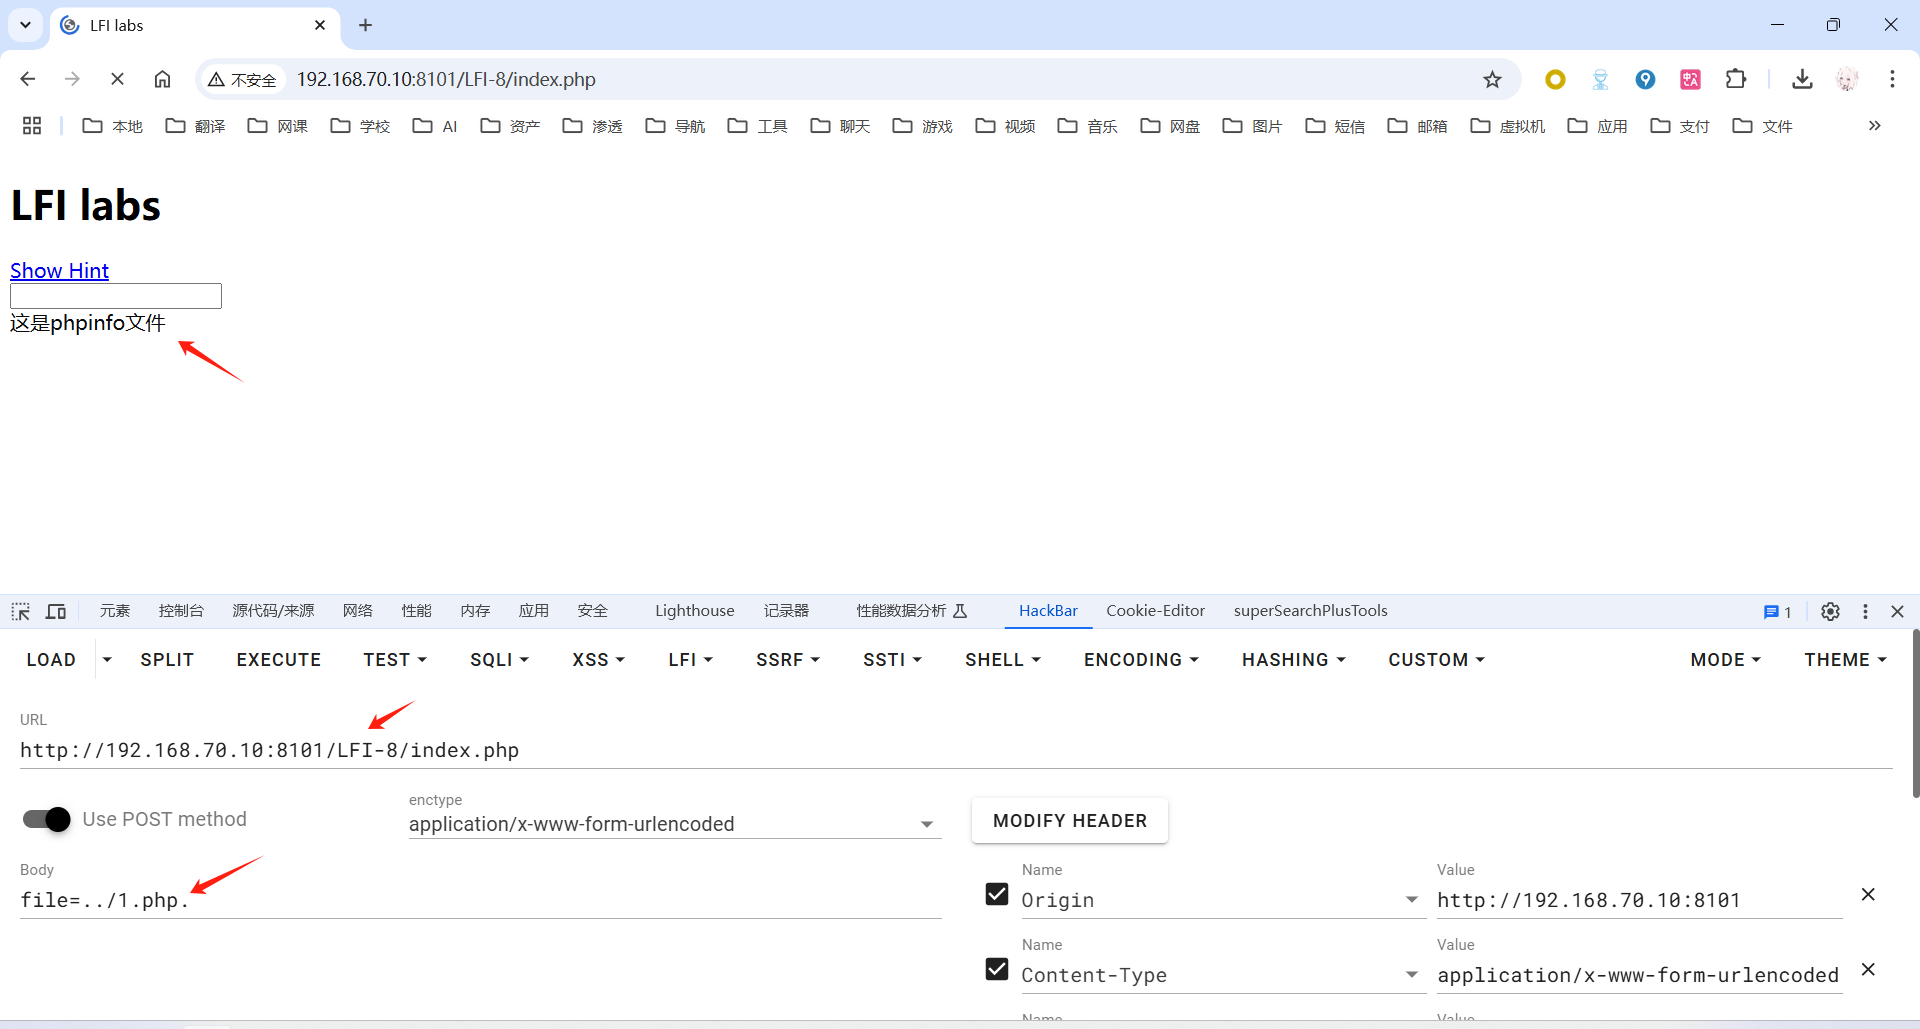 LFI labs
不安全 192.168.70.10:8101/LFI-8/index.php
本地 翻译 网课 学校 AI 资产 渗透 导航 工具 聊天 游戏 视频 音乐 网盘 图片 短信 邮箱 虚拟机 应用 支付 文件
LFI labs
Show Hint
这是phpinfo文件
元素 控制台 源代码/来源 网络 性能 内存 应用 安全 Lighthouse 记录器 性能数据分析 HackBar Cookie-Editor superSearchPlusTools 1
LOAD SPLIT EXECUTE TEST SQLI XSS LFI SSRF SSTI SHELL ENCODING HASHING CUSTOM MODE THEME
URL
http://192.168.70.10:8101/LFI-8/index.php
Use POST method
enctype
application/x-www-form-urlencoded
MODIFY HEADER
Body
file=../1.php.
Name Value
Origin http://192.168.70.10:8101
Name Value
Content-Type application/x-www-form-urlencoded
Name Value